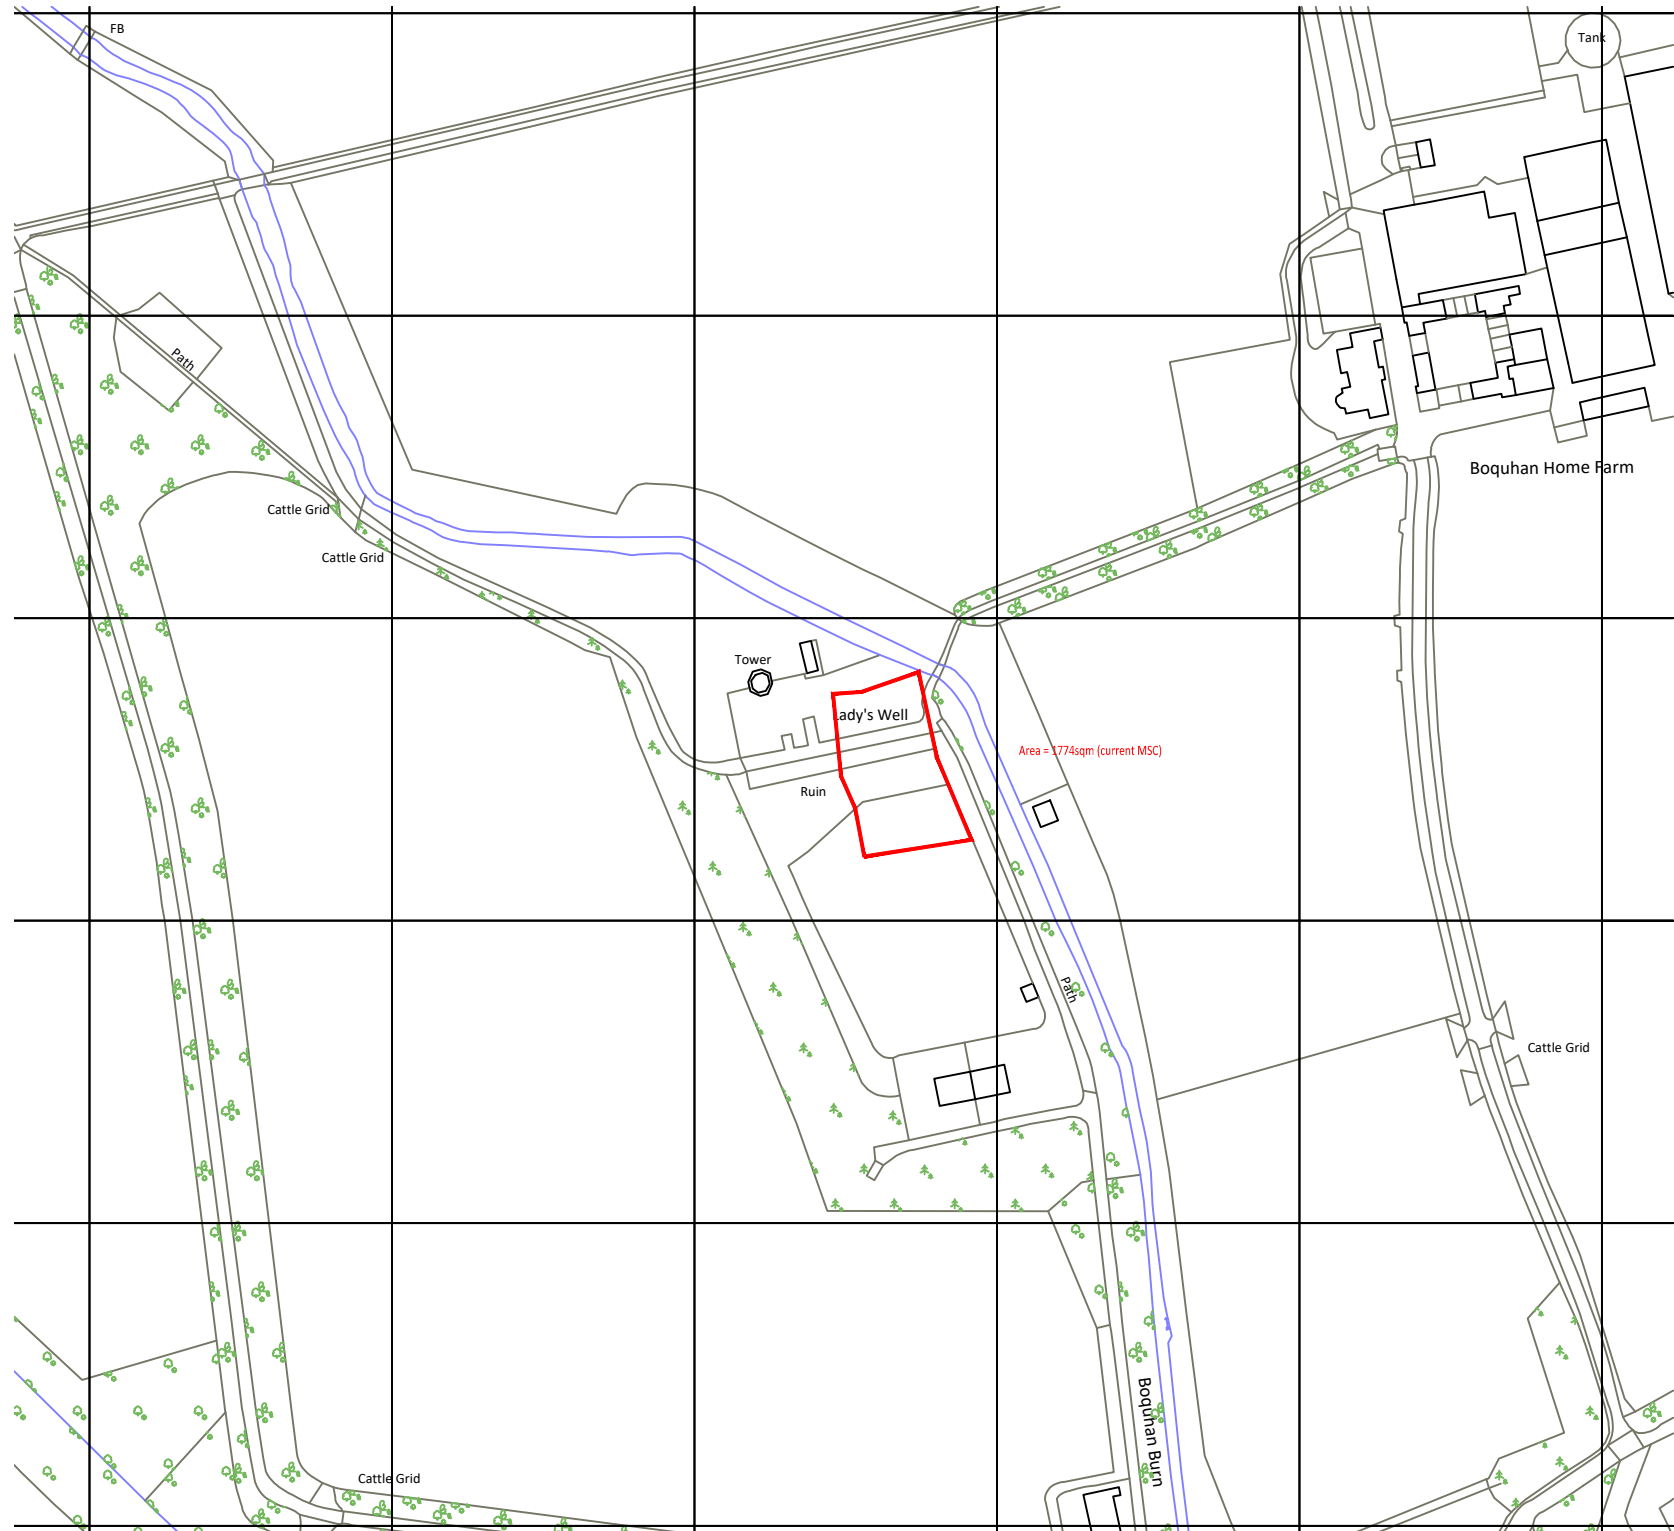 FB
Tank
Path
Boquhan Home Farm
Cattle Grid
Cattle Grid
Tower
Lady's Well
Area = 1774sqm (current MSC)
Ruin
Path
Cattle Grid
Boquhan Burn
Cattle Grid